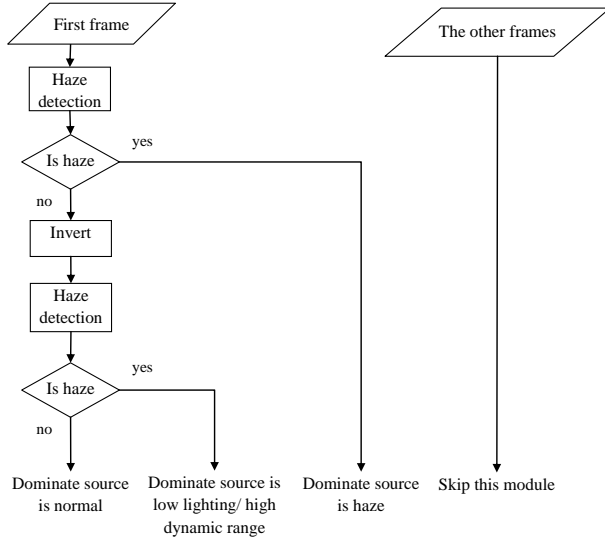 First frame
The other frames
Haze
detection
Is haze
yes
no
Invert
Haze
detection
Is haze
yes
no
Dominate source
is normal
Dominate source is
low lighting/ high
dynamic range
Dominate source
is haze
Skip this module